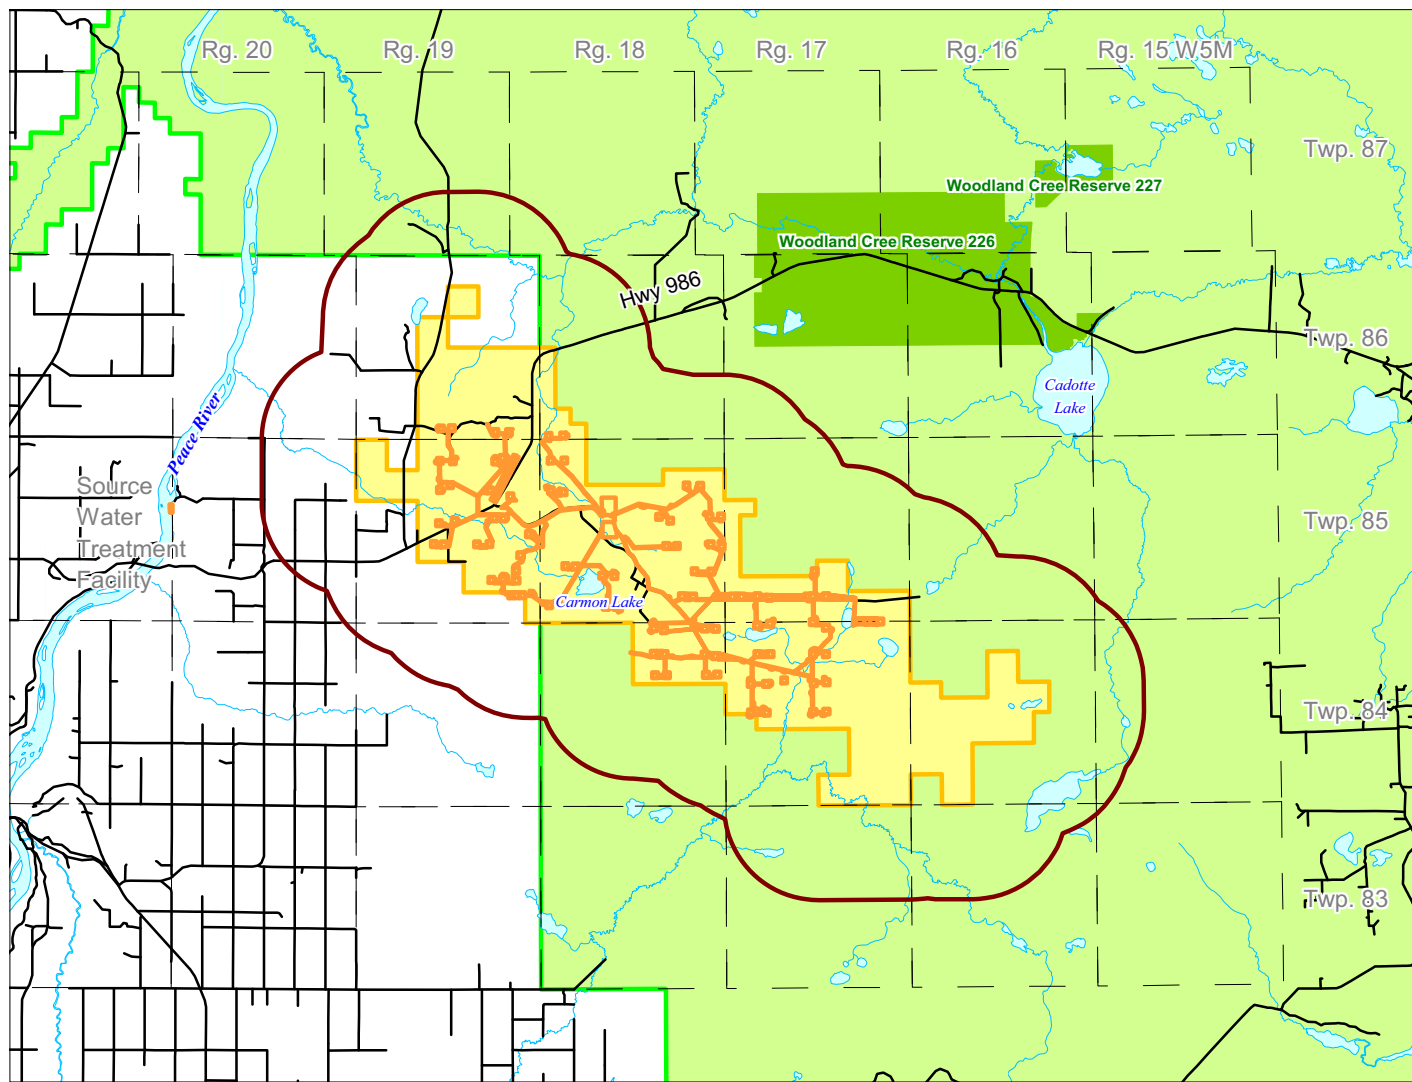 Rg. 20
Rg. 19
Rg. 18
Rg. 17
Rg. 16
Rg. 15 W5M
Twp. 87
Woodland Cree Reserve 227
Woodland Cree Reserve 226
Hwy 986
Twp. 86
Cadotte
Lake
Peace River
Source
Water
Treatment
Facility
Twp. 85
Carmon Lake
Twp. 84
Twp. 83